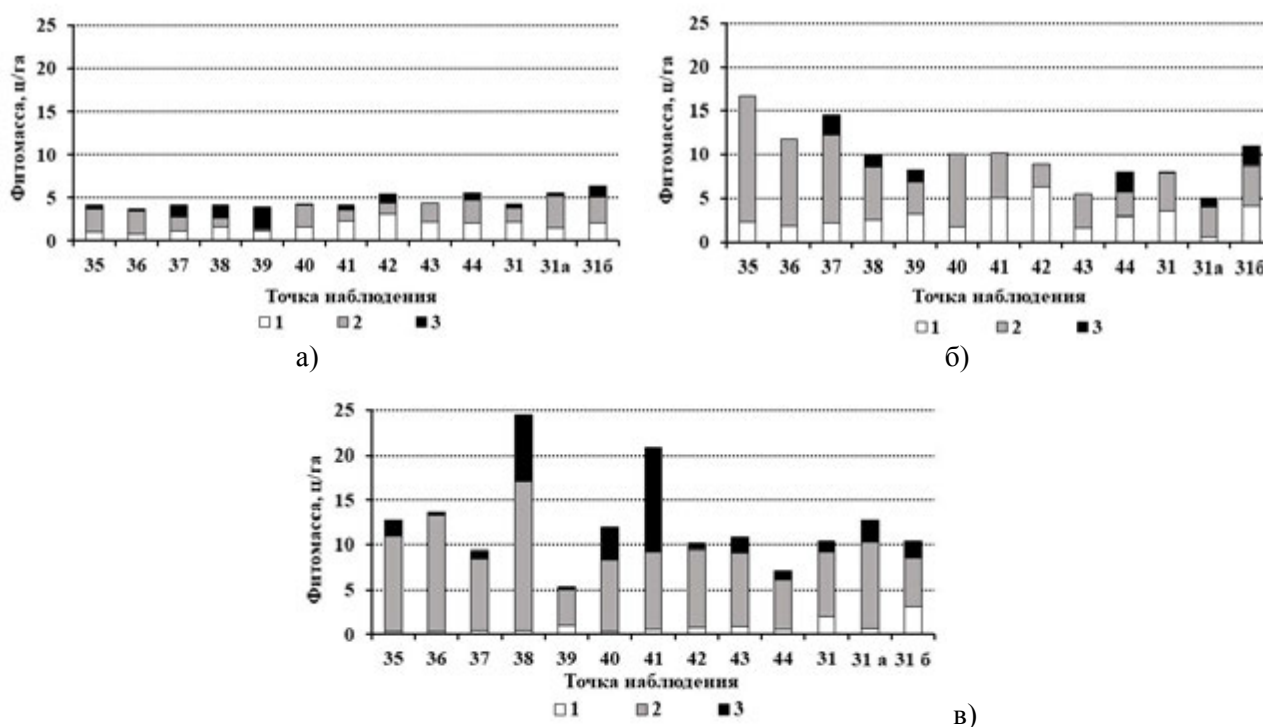 Фитомасса, ц/га
25
20
15
10
5
0
35 36 37 38 39 40 41 42 43 44 31 31а 31б
Точка наблюдения
1 2 3
а)
Фитомасса, ц/га
25
20
15
10
5
0
35 36 37 38 39 40 41 42 43 44 31 31а 31б
Точка наблюдения
1 2 3
б)
Фитомасса, ц/га
25
20
15
10
5
0
35 36 37 38 39 40 41 42 43 44 31 31 а 31 б
Точка наблюдения
1 2 3
в)